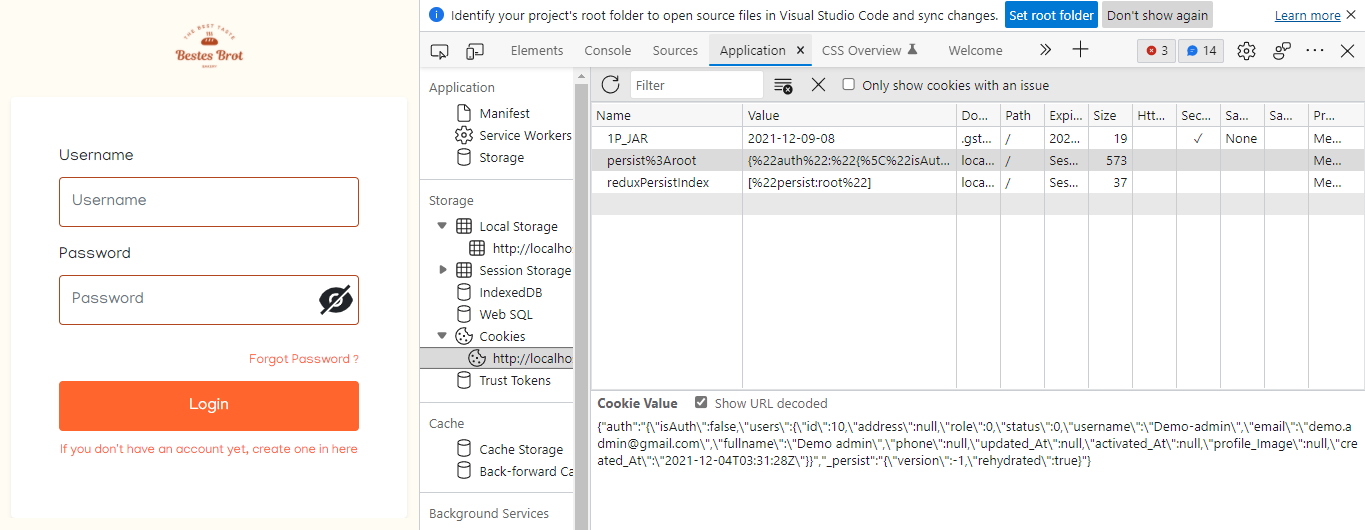 THE BEST TASTE
Bestes Brot
BAKERY
Username
Username
Password
Password
Forgot Password ?
Login
If you don't have an account yet, create one in here
Identify your project's root folder to open source files in Visual Studio Code and sync changes. Set root folder Don't show again Learn more
Elements Console Sources Application CSS Overview Welcome 3 14
Application
Manifest
Service Workers
Storage
Storage
Local Storage
http://localho
Session Storage
IndexedDB
Web SQL
Cookies
http://localho
Trust Tokens
Cache
Cache Storage
Back-forward Ca
Background Services
Filter Only show cookies with an issue
Name Value Do... Path Expi... Size Htt... Sec... Sa... Sa... Pr...
1P_JAR 2021-12-09-08 .gst... / 202... 19 ✓ None Me...
persist%3Aroot {%22auth%22:%22{%5C%22isAut... loca... / Ses... 573 Me...
reduxPersistIndex [%22persist:root%22] loca... / Ses... 37 Me...
Cookie Value Show URL decoded
{"auth":"{\"isAuth\":false,\"users\":{\"id\":10,\"address\":null,\"role\":0,\"status\":0,\"username\":\"Demo-admin\",\"email\":\"demo.a
dmin@gmail.com\",\"fullname\":\"Demo admin\",\"phone\":null,\"updated_At\":null,\"activated_At\":null,\"profile_Image\":null,\"cre
ated_At\":\"2021-12-04T03:31:28Z\"}}","_persist":"{\"version\":-1,\"rehydrated\":true}"}